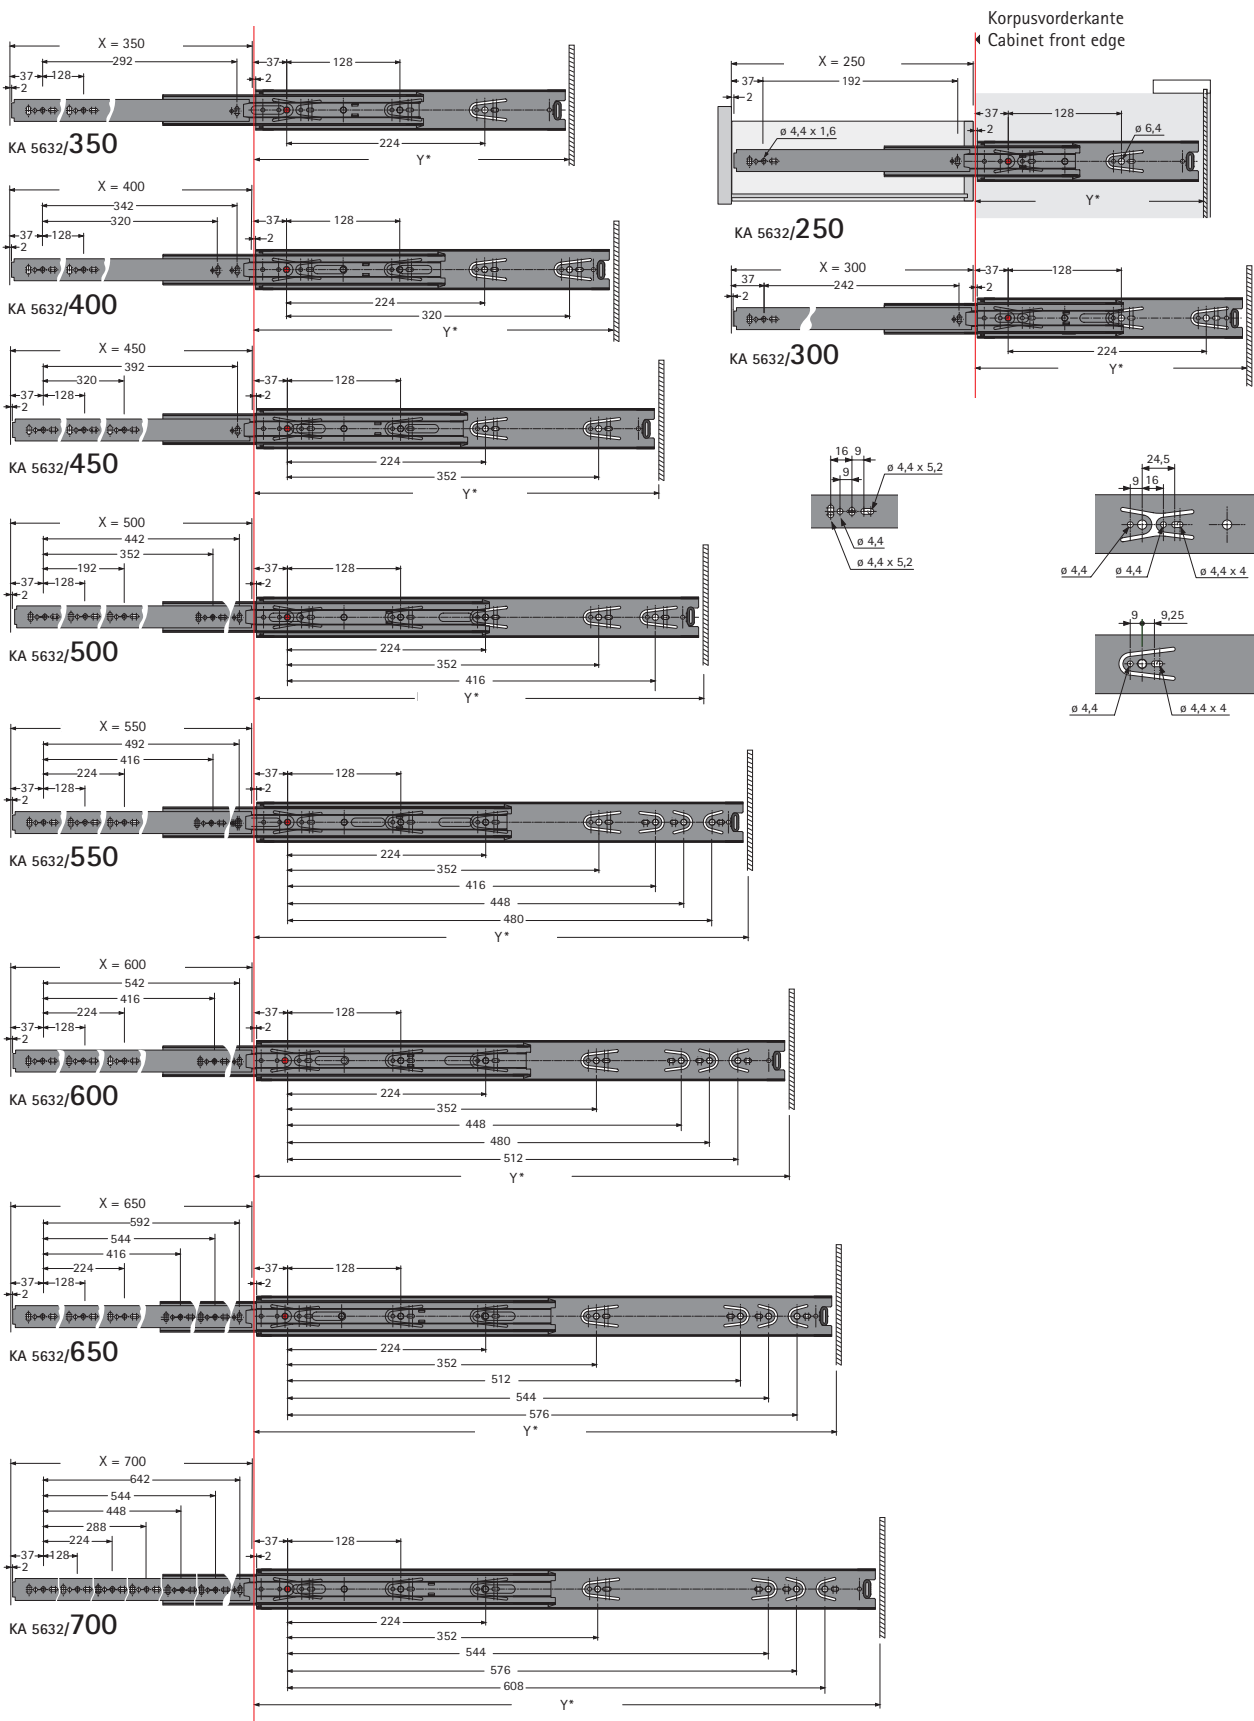 Korpusvorderkante
Cabinet front edge
X = 350
292
37
128
2
37
128
2
224
Y*
KA 5632/350
X = 400
342
320
37
128
2
37
128
2
224
320
Y*
KA 5632/400
X = 450
392
320
37
128
2
37
128
2
224
352
Y*
KA 5632/450
X = 500
442
352
192
37
128
2
37
128
2
224
352
416
Y*
KA 5632/500
X = 550
492
416
224
37
128
2
37
128
2
224
352
416
448
480
Y*
KA 5632/550
X = 600
542
416
224
37
128
2
37
128
2
224
352
448
480
512
Y*
KA 5632/600
X = 650
592
544
416
224
37
128
2
37
128
2
224
352
512
544
576
Y*
KA 5632/650
X = 700
642
544
448
288
224
37
128
2
37
128
2
224
352
544
576
608
Y*
KA 5632/700
X = 250
192
37
2
ø 4,4 x 1,6
37
128
2
ø 6,4
Y*
KA 5632/250
X = 300
242
37
2
37
128
2
224
Y*
KA 5632/300
16
9
9
ø 4,4 x 5,2
ø 4,4
ø 4,4 x 5,2
24,5
9
16
ø 4,4
ø 4,4
ø 4,4 x 4
9
9,25
ø 4,4
ø 4,4 x 4